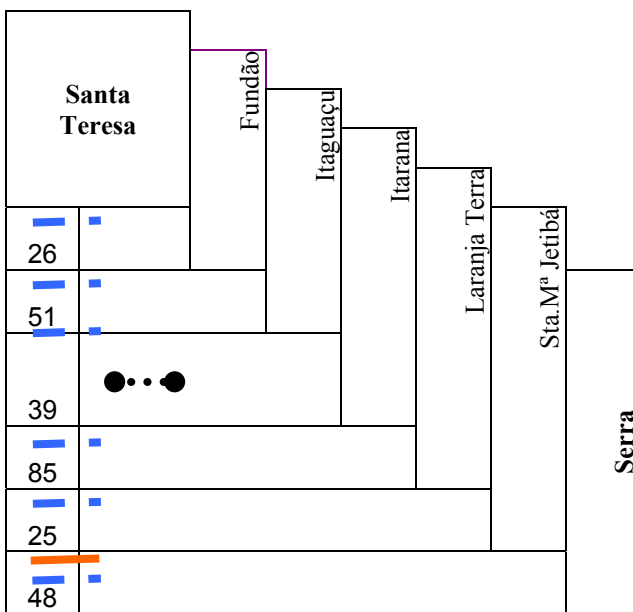 Santa
Teresa
Fundão
Itaguaçu
Itarana
Laranja Terra
Sta.Mª Jetibá
Serra
26
51
39
85
25
48